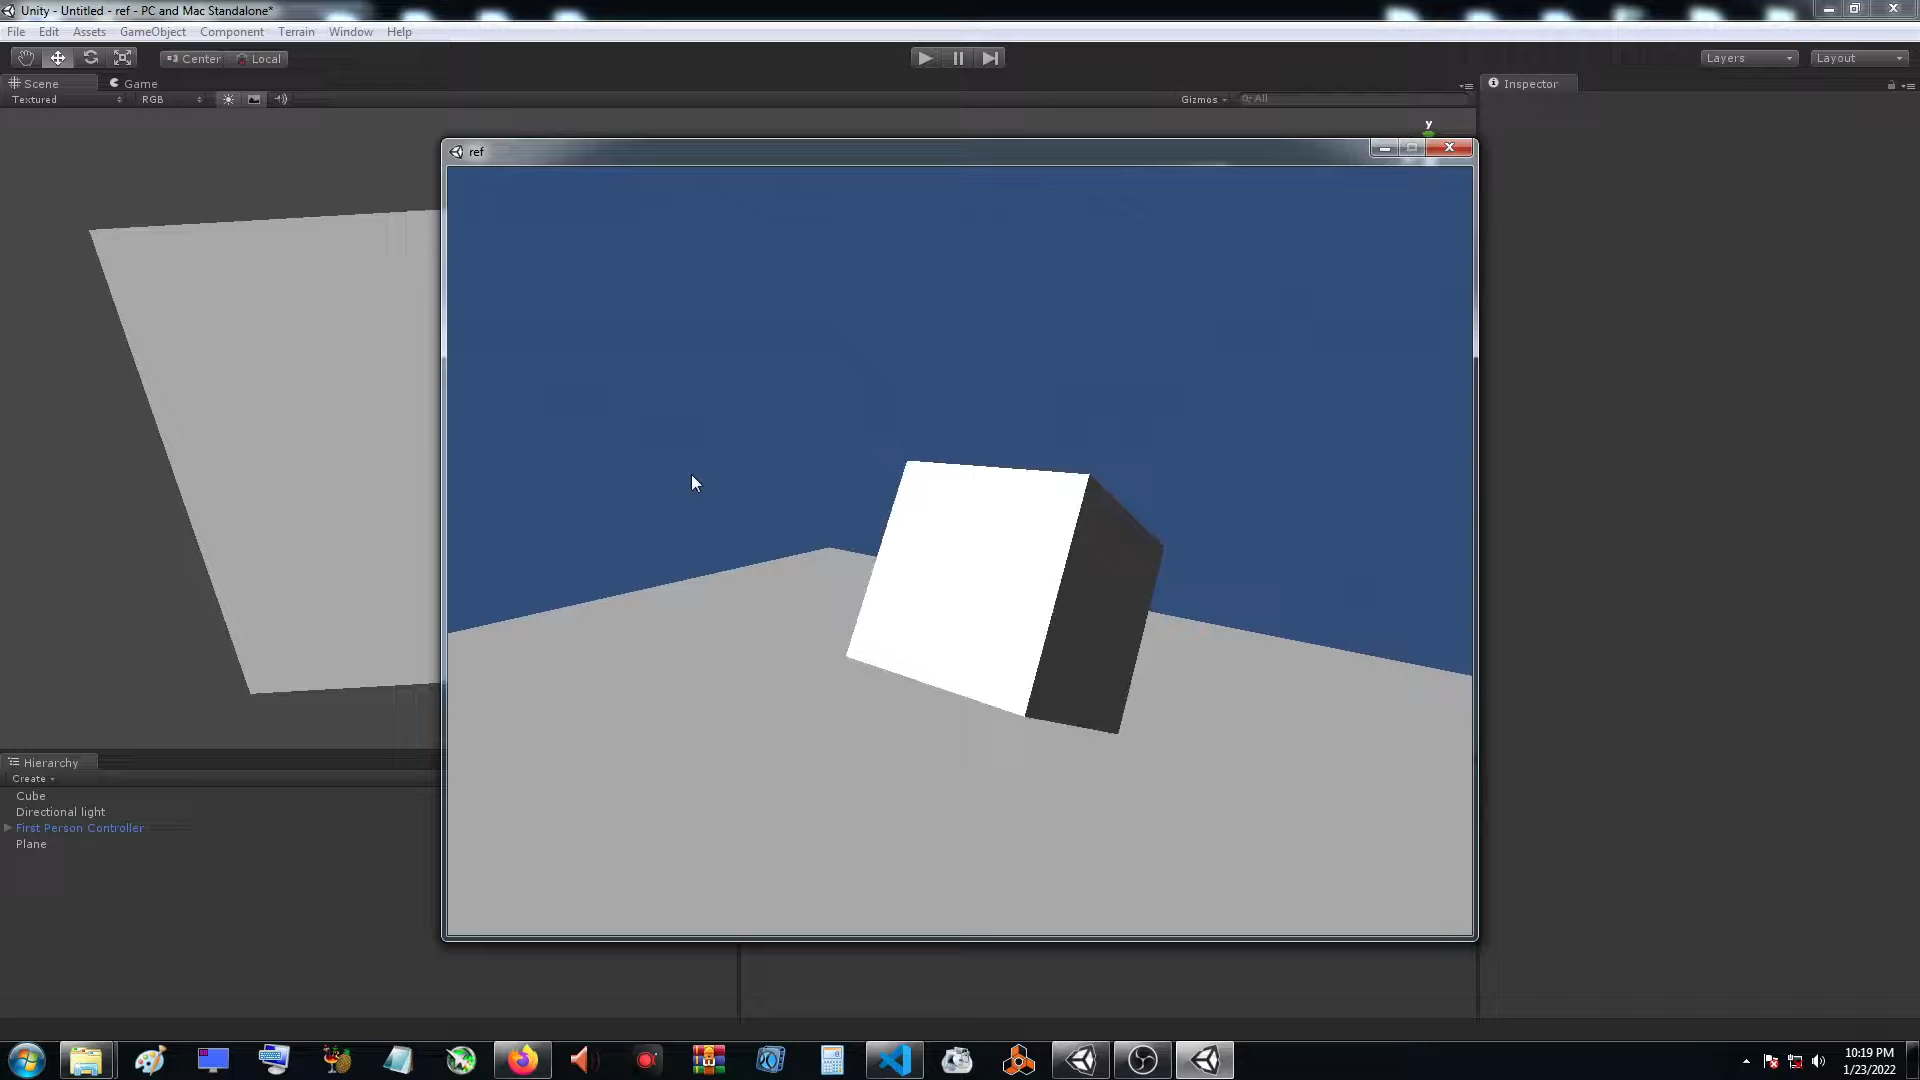 Unity - Untitled - ref - PC and Mac Standalone*
File Edit Assets GameObject Component Terrain Window Help
Center Local Layers Layout
Scene Game Inspector
Textured RGB Gizmos All
y
ref
Hierarchy
Create
Cube
Directional light
First Person Controller
Plane
10:19 PM
1/23/2022